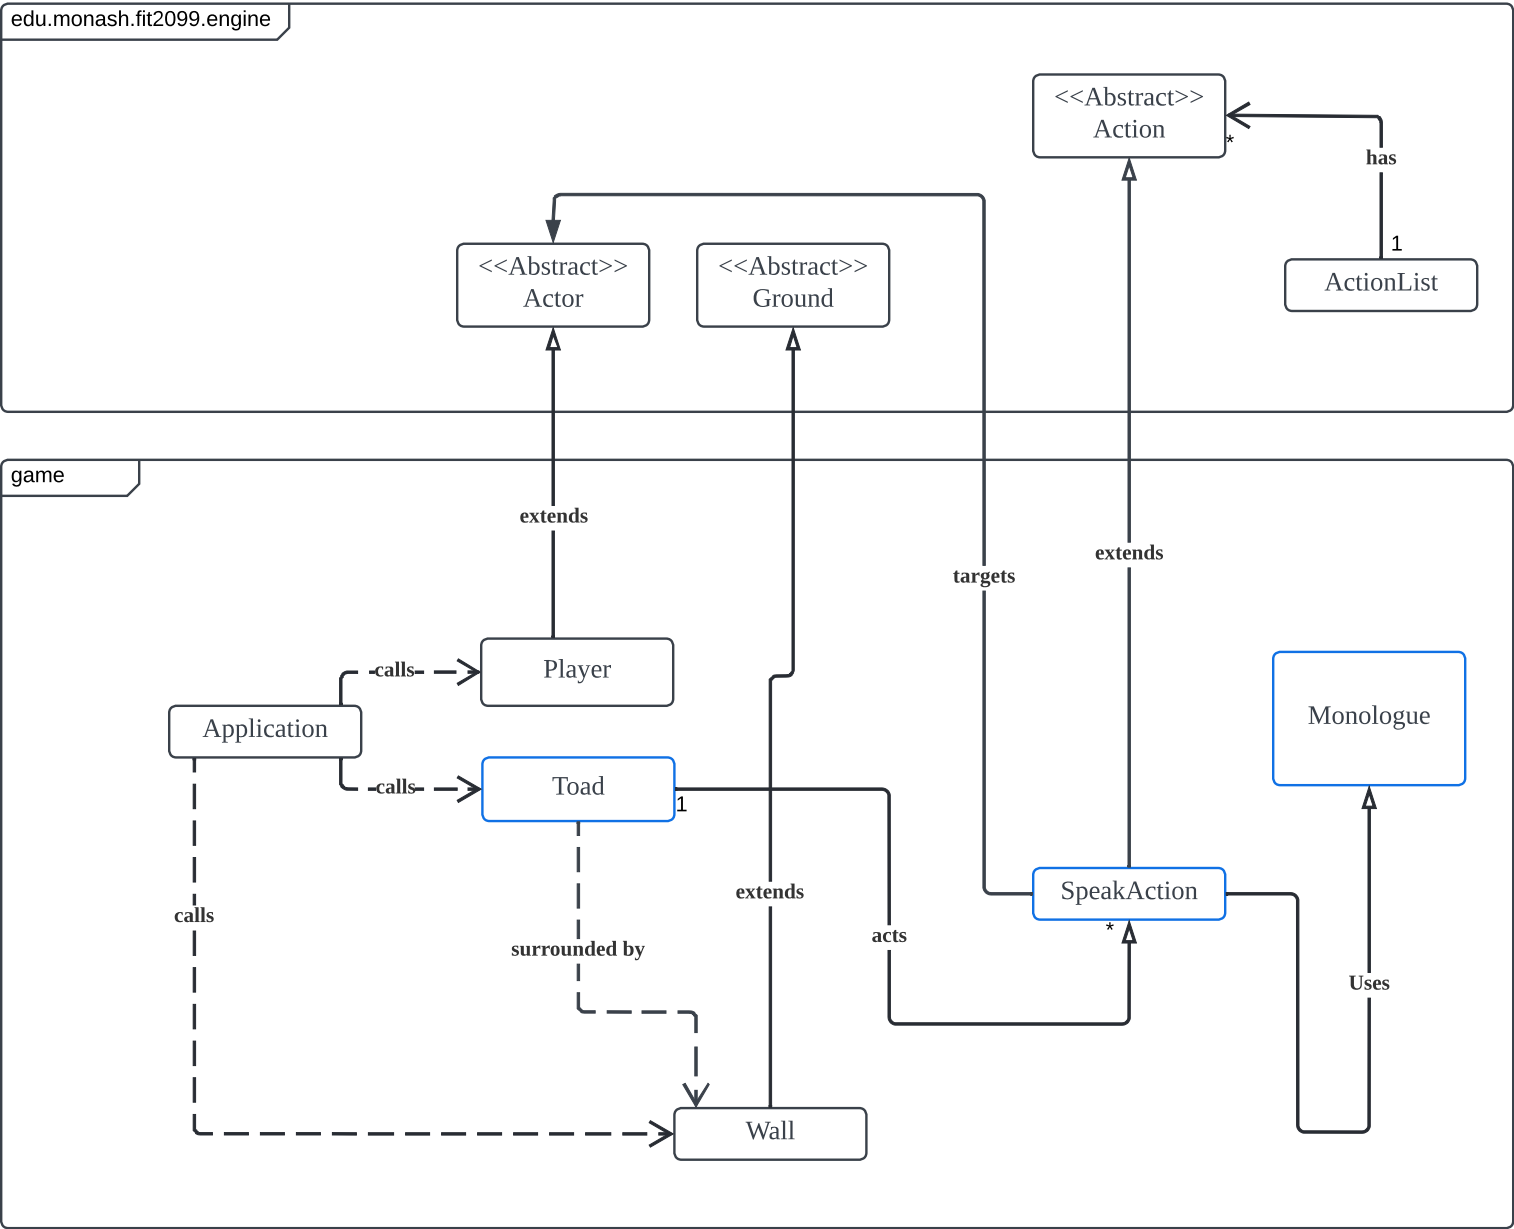 edu.monash.fit2099.engine
<<Abstract>>
Action
*
has
1
ActionList
<<Abstract>>
Actor
<<Abstract>>
Ground
game
extends
targets
extends
Player
calls
Application
calls
Toad
1
Monologue
calls
extends
surrounded by
acts
SpeakAction
*
Uses
Wall